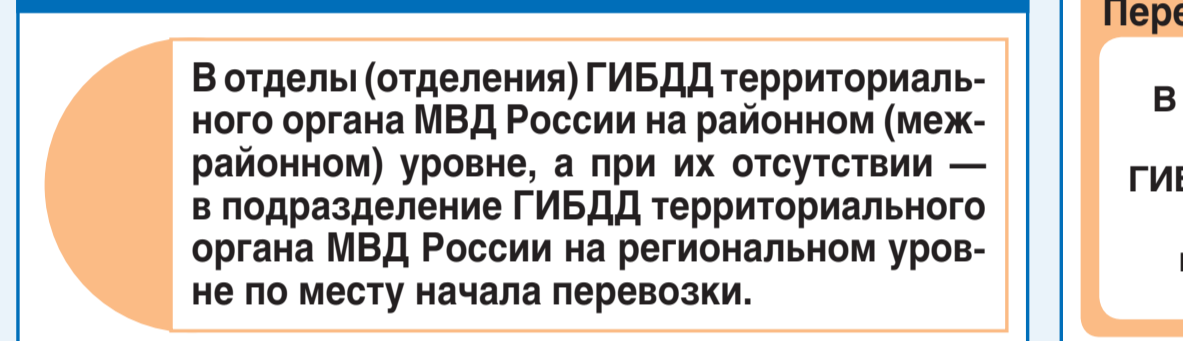 В отделы (отделения) ГИБДД территориаль-
ного органа МВД России на районном (меж-
районном) уровне, а при их отсутствии —
в подразделение ГИБДД территориального
органа МВД России на региональном уров-
не по месту начала перевозки.
В